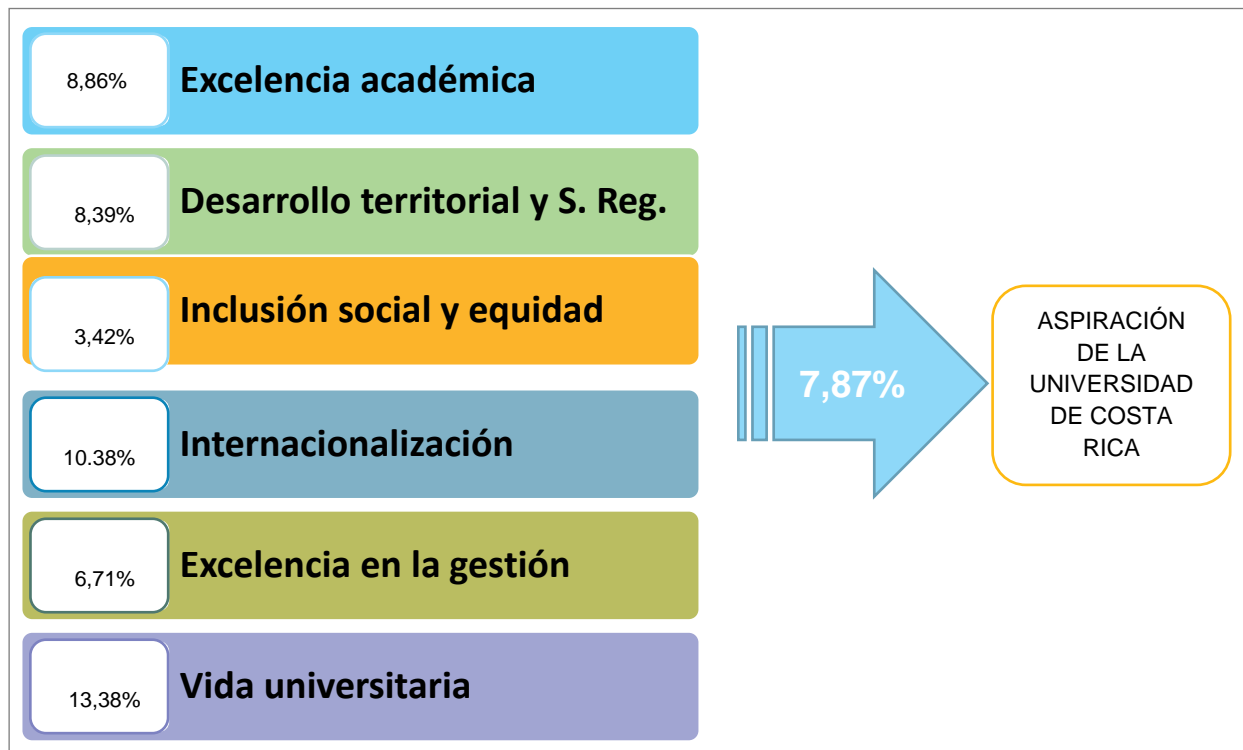 8,86%
Excelencia académica
8,39%
Desarrollo territorial y S. Reg.
3,42%
Inclusión social y equidad
10.38%
Internacionalización
6,71%
Excelencia en la gestión
13,38%
Vida universitaria
7,87%
ASPIRACIÓN
DE LA
UNIVERSIDAD
DE COSTA
RICA